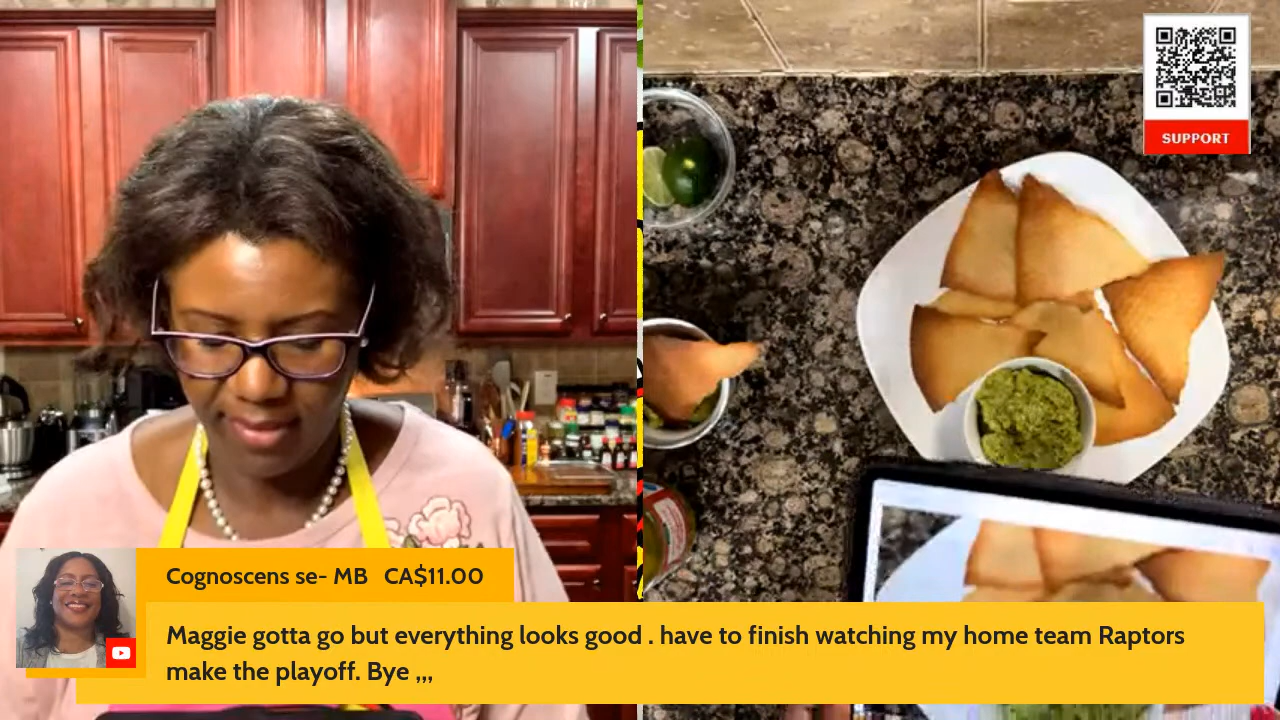 SUPPORT
Cognoscens se- MB CA$11.00
Maggie gotta go but everything looks good . have to finish watching my home team Raptors
make the playoff. Bye ,,,